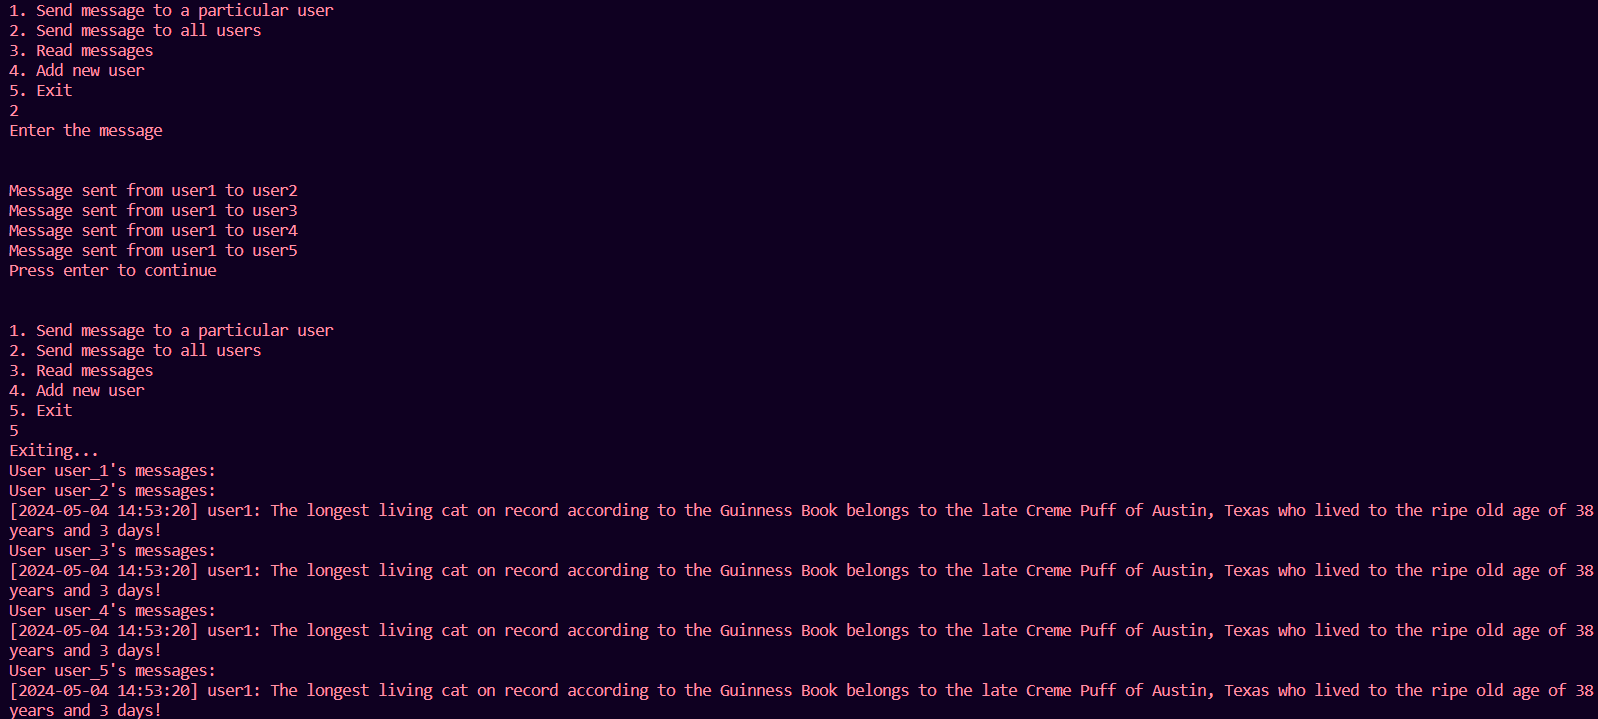 1. Send message to a particular user
2. Send message to all users
3. Read messages
4. Add new user
5. Exit
2
Enter the message
Message sent from user1 to user2
Message sent from user1 to user3
Message sent from user1 to user4
Message sent from user1 to user5
Press enter to continue
1. Send message to a particular user
2. Send message to all users
3. Read messages
4. Add new user
5. Exit
5
Exiting...
User user_1's messages:
User user_2's messages:
[2024-05-04 14:53:20] user1: The longest living cat on record according to the Guinness Book belongs to the late Creme Puff of Austin, Texas who lived to the ripe old age of 38
years and 3 days!
User user_3's messages:
[2024-05-04 14:53:20] user1: The longest living cat on record according to the Guinness Book belongs to the late Creme Puff of Austin, Texas who lived to the ripe old age of 38
years and 3 days!
User user_4's messages:
[2024-05-04 14:53:20] user1: The longest living cat on record according to the Guinness Book belongs to the late Creme Puff of Austin, Texas who lived to the ripe old age of 38
years and 3 days!
User user_5's messages:
[2024-05-04 14:53:20] user1: The longest living cat on record according to the Guinness Book belongs to the late Creme Puff of Austin, Texas who lived to the ripe old age of 38
years and 3 days!